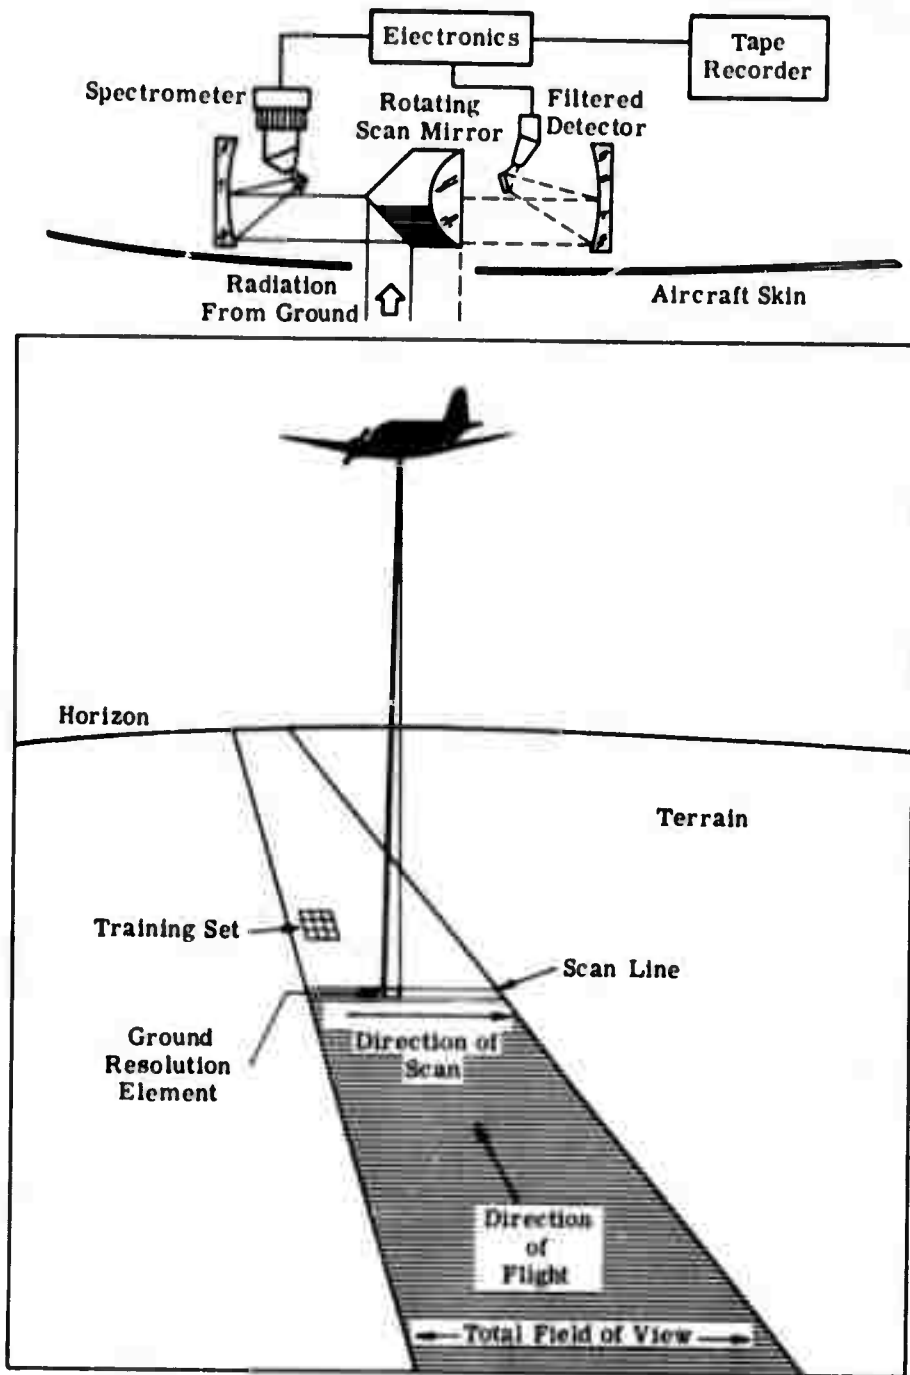 Electronics
Tape
Recorder
Spectrometer
Rotating
Scan Mirror
Filtered
Detector
Radiation
From Ground
Aircraft Skin
Horizon
Terrain
Training Set
Scan Line
Ground
Resolution
Element
Direction of
Scan
Direction
of
Flight
Total Field of View